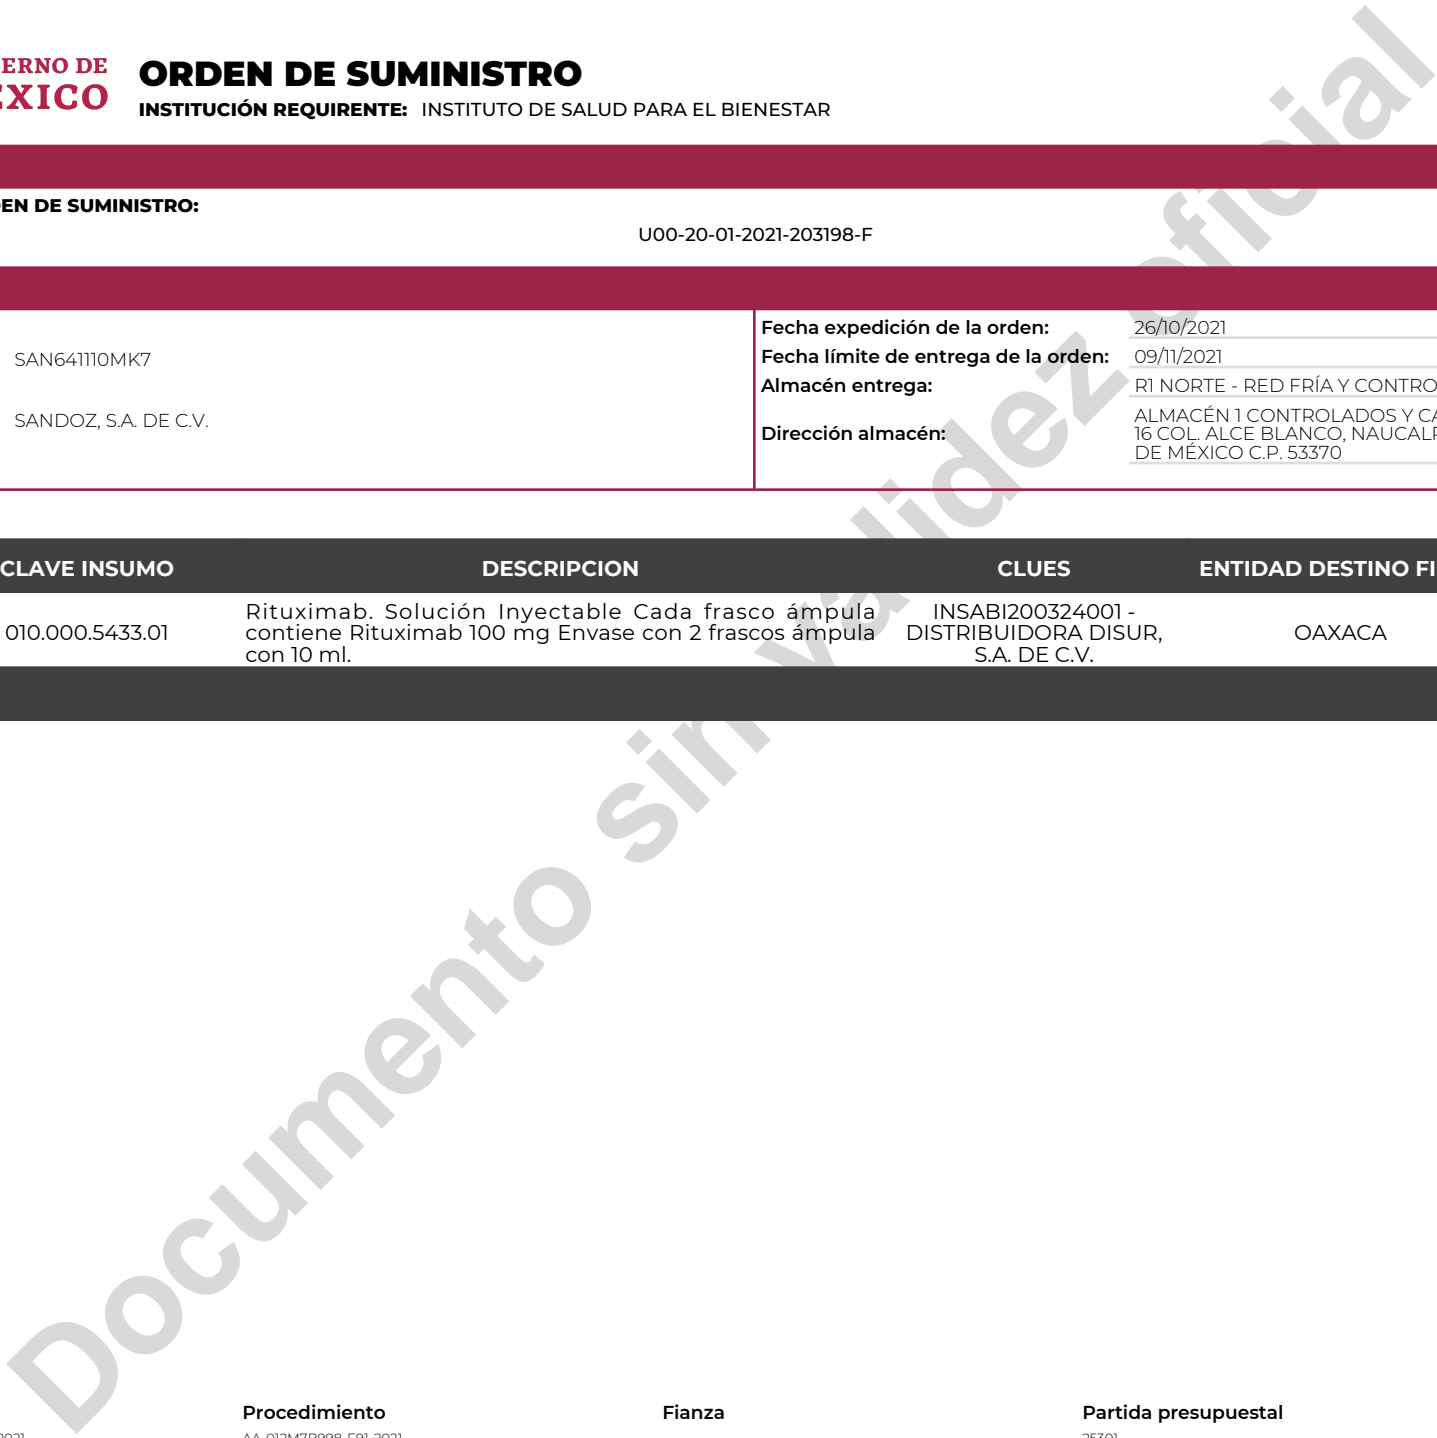 ERNO DE
ÉXICO
ORDEN DE SUMINISTRO
INSTITUCIÓN REQUIRENTE: INSTITUTO DE SALUD PARA EL BIENESTAR
EN DE SUMINISTRO:
U00-20-01-2021-203198-F
SAN641110MK7
SANDOZ, S.A. DE C.V.
Fecha expedición de la orden: 26/10/2021
Fecha límite de entrega de la orden: 09/11/2021
Almacén entrega: R1 NORTE - RED FRÍA Y CONTRO
Dirección almacén: ALMACÉN 1 CONTROLADOS Y CA
16 COL. ALCE BLANCO, NAUCALP
DE MÉXICO C.P. 53370
CLAVE INSUMO DESCRIPCION CLUES ENTIDAD DESTINO FI
010.000.5433.01
Rituximab. Solución Inyectable Cada frasco ámpula
contiene Rituximab 100 mg Envase con 2 frascos ámpula
con 10 ml.
INSABI200324001 -
DISTRIBUIDORA DISUR,
S.A. DE C.V.
OAXACA
Documento sin validez oficial
Procedimiento Fianza Partida presupuestal